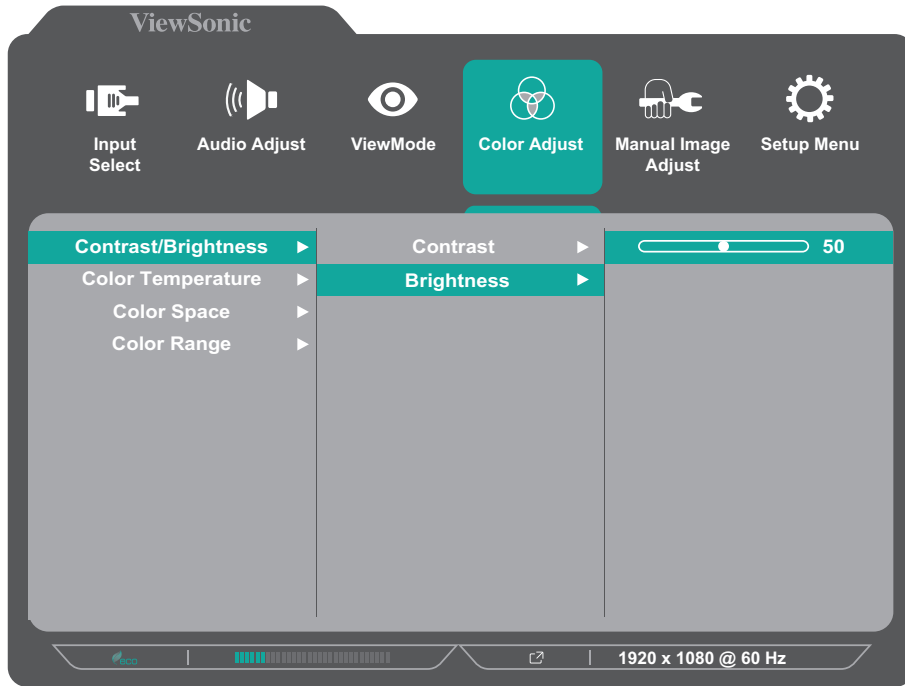 ViewSonic
Input Select
Audio Adjust
ViewMode
Color Adjust
Manual Image Adjust
Setup Menu
Contrast/Brightness
Contrast
50
Color Temperature
Brightness
Color Space
Color Range
eco
1920 x 1080 @ 60 Hz